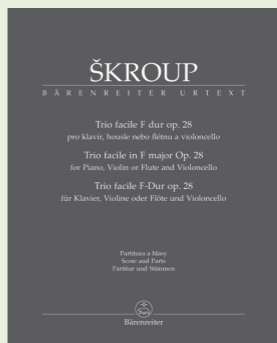 ŠKROUP
BÄRENREITER URTEXT
Trio facile F dur op. 28
pro klavír, housle nebo flétnu a violoncello
Trio facile in F major Op. 28
for Piano, Violin or Flute and Violoncello
Trio facile F-Dur op. 28
für Klavier, Violine oder Flöte und Violoncello
Partitura a hlasy
Score and Parts
Partitur und Stimmen
Bärenreiter